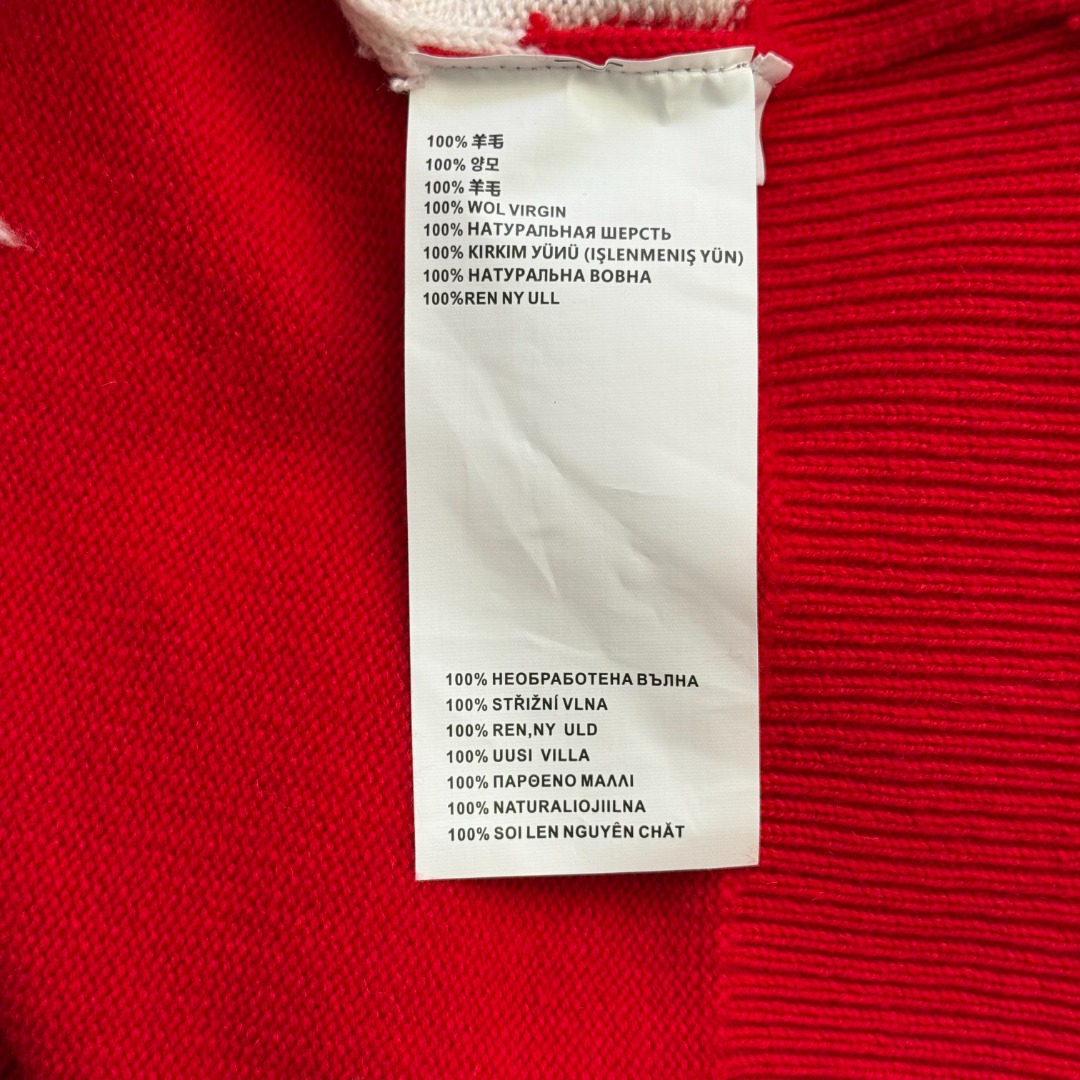 100% 羊毛
100% 양모
100% 羊毛
100% WOL VIRGIN
100% НАТУРАЛЬНАЯ ШЕРСТЬ
100% KIRKIM YÜИÜ (IŞLENMENIŞ YÜN)
100% НАТУРАЛЬНА ВОВНА
100%REN NY ULL
100% НЕОБРАБОТЕНА ВЪЛНА
100% STŘIŽNÍ VLNA
100% REN,NY ULD
100% UUSI VILLA
100% ΠΑΡΘΕΝΟ ΜΑΛΛΙ
100% NATURALIOJIILNA
100% SOI LEN NGUYÊN CHĂT